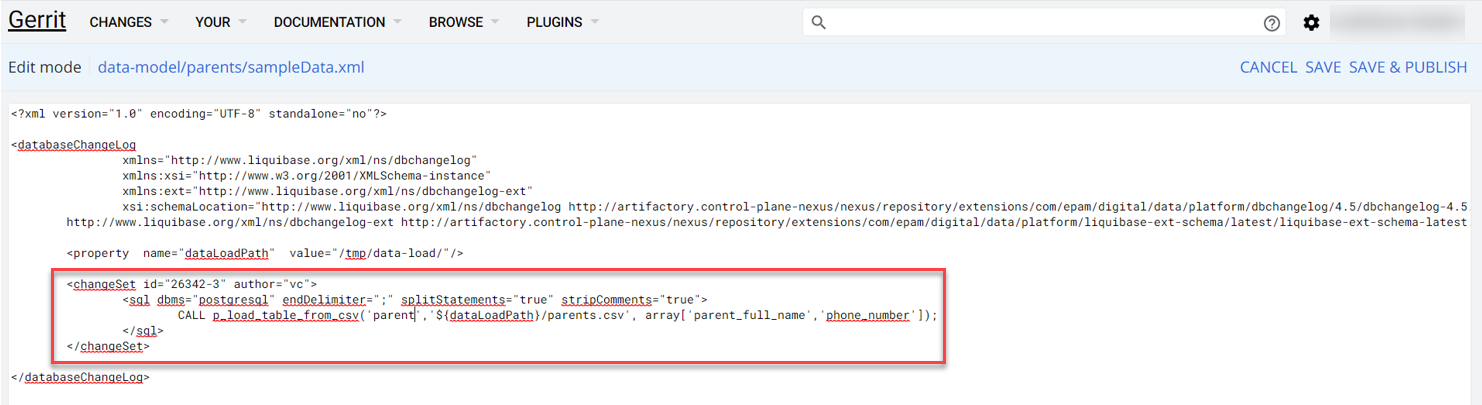 Gerrit CHANGES YOUR DOCUMENTATION BROWSE PLUGINS
Edit mode data-model/parents/sampleData.xml CANCEL SAVE SAVE & PUBLISH
<?xml version="1.0" encoding="UTF-8" standalone="no"?>
<databaseChangeLog
xmlns="http://www.liquibase.org/xml/ns/dbchangelog"
xmlns:xsi="http://www.w3.org/2001/XMLSchema-instance"
xmlns:ext="http://www.liquibase.org/xml/ns/dbchangelog-ext"
xsi:schemaLocation="http://www.liquibase.org/xml/ns/dbchangelog http://artifactory.control-plane-nexus/nexus/repository/extensions/com/epam/digital/data/platform/dbchangelog/4.5/dbchangelog-4.5.
http://www.liquibase.org/xml/ns/dbchangelog-ext http://artifactory.control-plane-nexus/nexus/repository/extensions/com/epam/digital/data/platform/liquibase-ext-schema/latest/liquibase-ext-schema-latest.
<property name="dataLoadPath" value="/tmp/data-load/"/>
<changeSet id="26342-3" author="vc">
<sql dbms="postgresql" endDelimiter=";" splitStatements="true" stripComments="true">
CALL p_load_table_from_csv('parent','${dataLoadPath}/parents.csv', array['parent_full_name','phone_number']);
</sql>
</changeSet>
</databaseChangeLog>